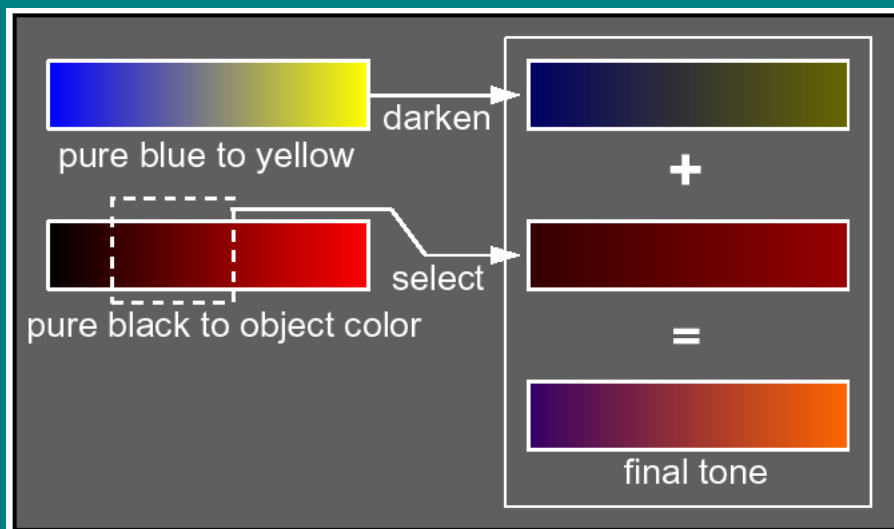 pure blue to yellow
darken
+
pure black to object color
select
=
final tone